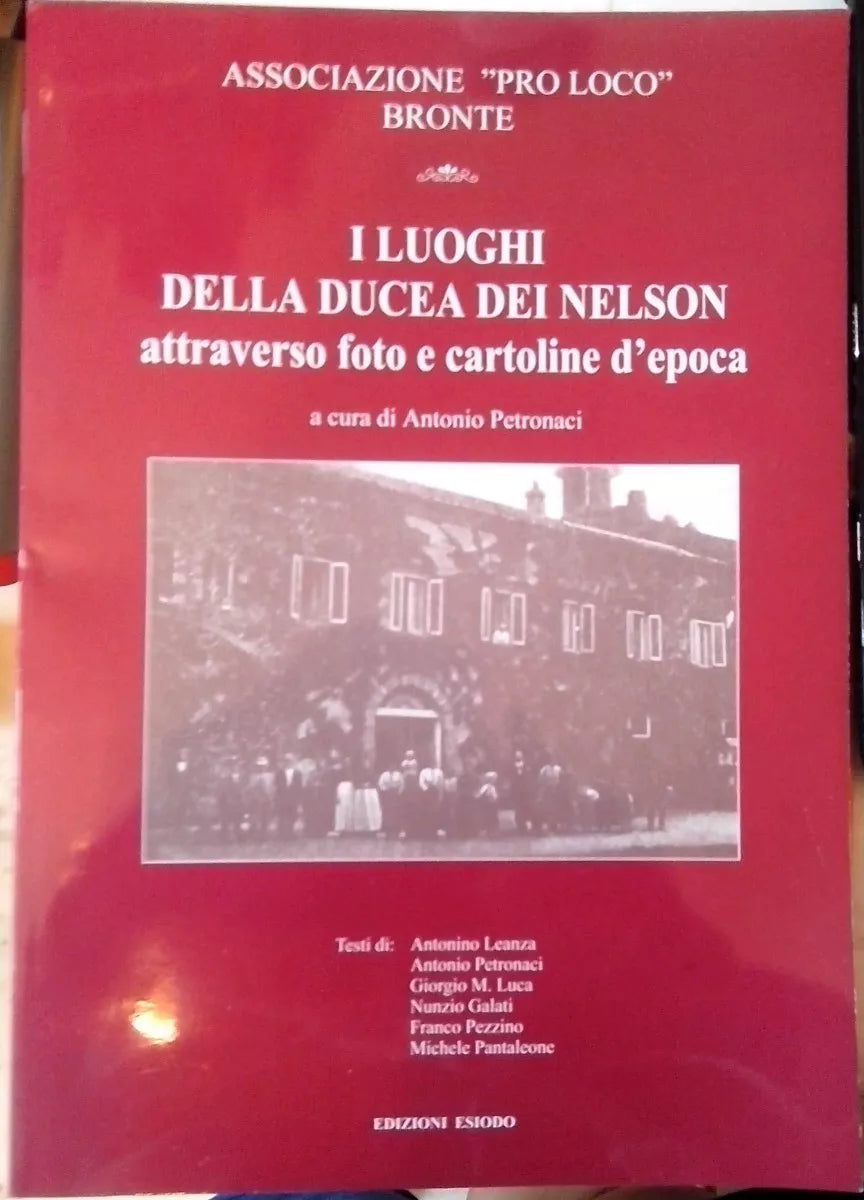 ASSOCIAZIONE "PRO LOCO"
BRONTE
I LUOGHI
DELLA DUCEA DEI NELSON
attraverso foto e cartoline d'epoca
a cura di Antonio Petronaci
Testi di: Antonino Leanza
Antonio Petronaci
Giorgio M. Luca
Nunzio Galati
Franco Pezzino
Michele Pantaleone
EDIZIONI ESIODO